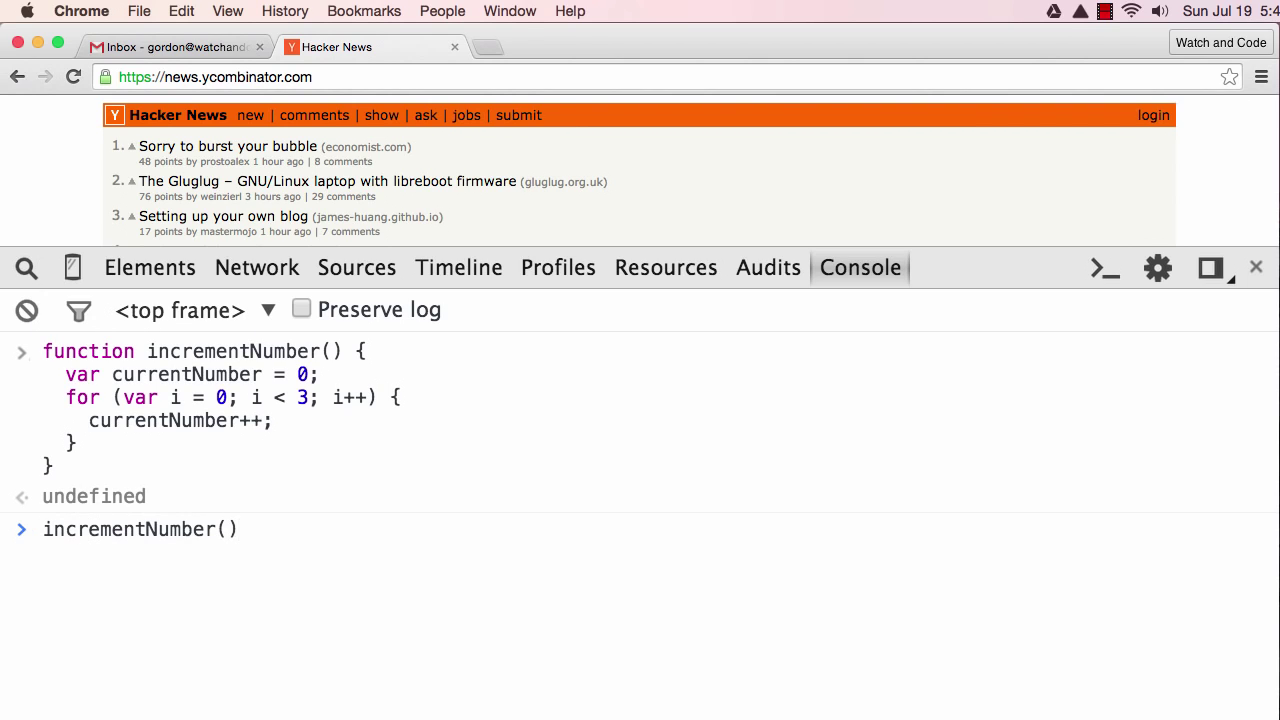 Chrome File Edit View History Bookmarks People Window Help Sun Jul 19 5:4
Inbox - gordon@watchand Hacker News Watch and Code
https://news.ycombinator.com
Y Hacker News new | comments | show | ask | jobs | submit login
1. Sorry to burst your bubble (economist.com)
48 points by prostoalex 1 hour ago | 8 comments
2. The Gluglug – GNU/Linux laptop with libreboot firmware (gluglug.org.uk)
76 points by weinzierl 3 hours ago | 29 comments
3. Setting up your own blog (james-huang.github.io)
17 points by mastermojo 1 hour ago | 7 comments
Elements Network Sources Timeline Profiles Resources Audits Console
<top frame> Preserve log
function incrementNumber() {
var currentNumber = 0;
for (var i = 0; i < 3; i++) {
currentNumber++;
}
}
undefined
incrementNumber()